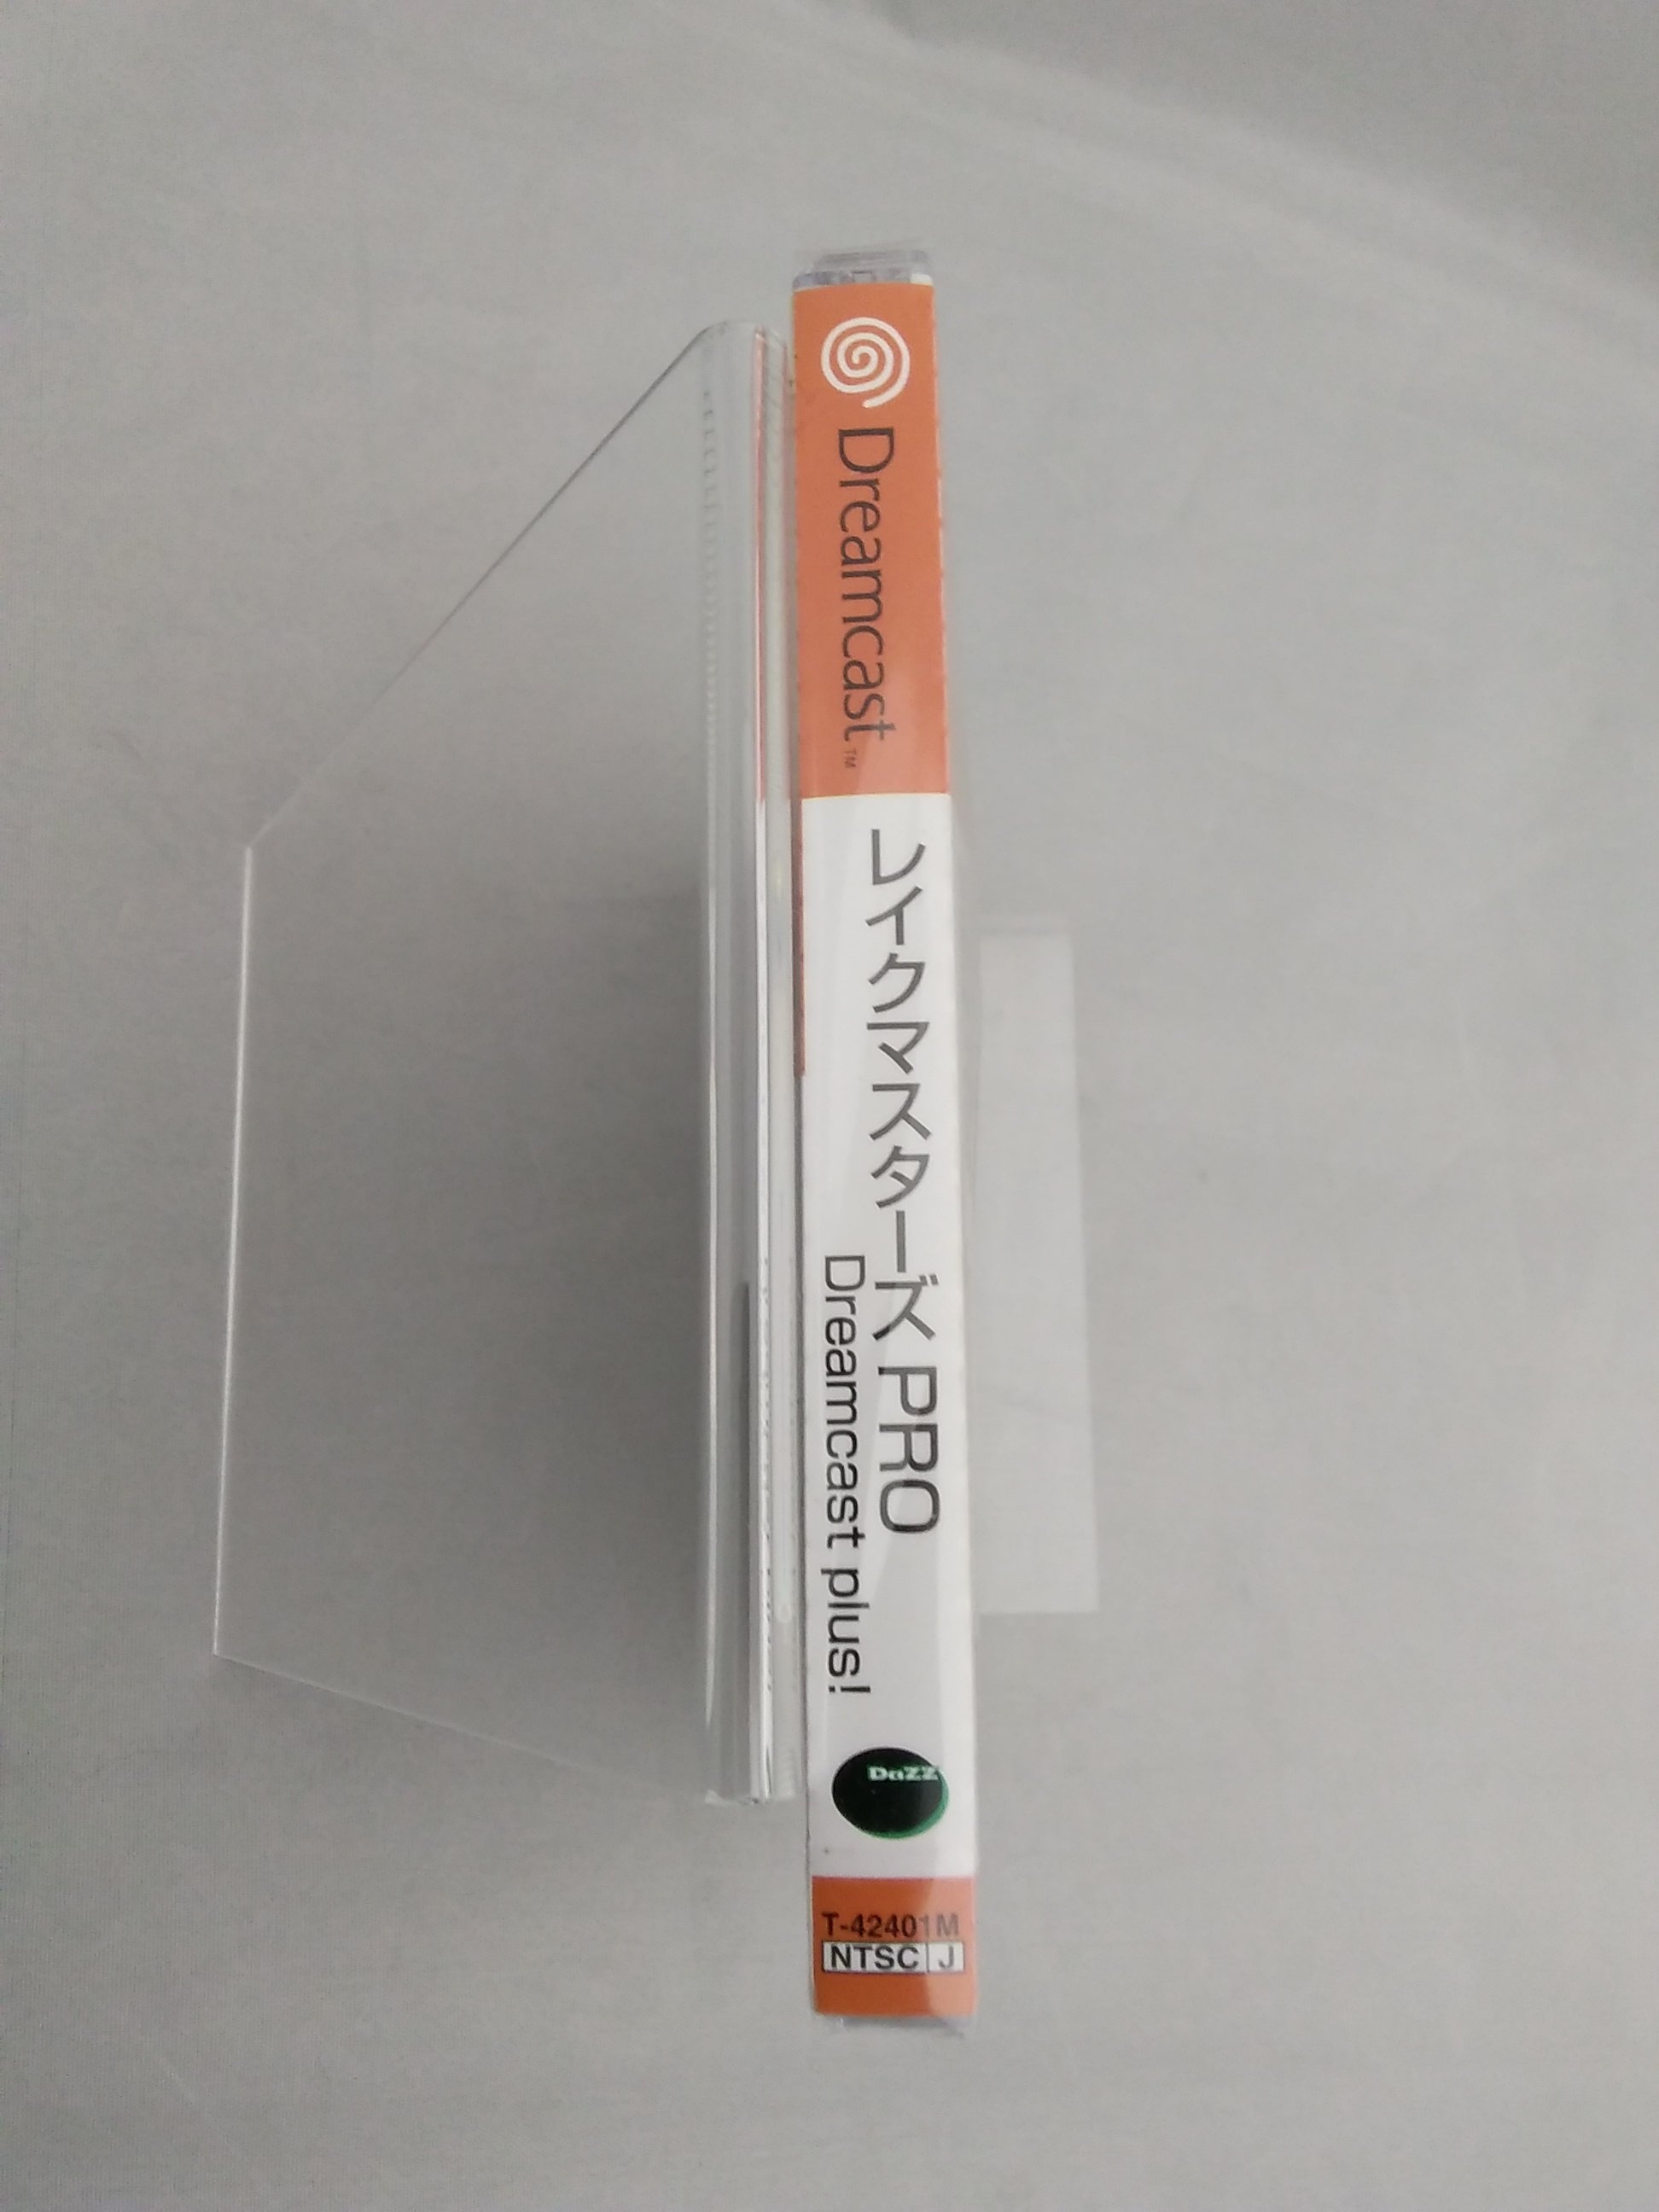 Dreamcast™
レイクマスターズ PRO
Dreamcast plus!
DaZZ
T-42401M
NTSC J